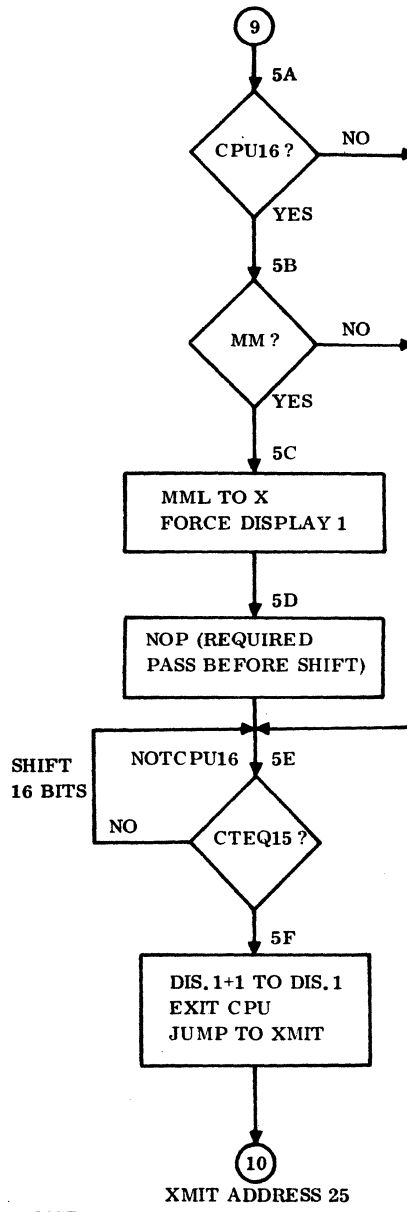 9
5A
CPU16 ?
NO
YES
5B
MM ?
NO
YES
5C
MML TO X
FORCE DISPLAY 1
5D
NOP (REQUIRED
PASS BEFORE SHIFT)
SHIFT
16 BITS
NOTCPU16
5E
NO
CTEQ15 ?
5F
DIS. 1+1 TO DIS. 1
EXIT CPU
JUMP TO XMIT
10
XMIT ADDRESS 25